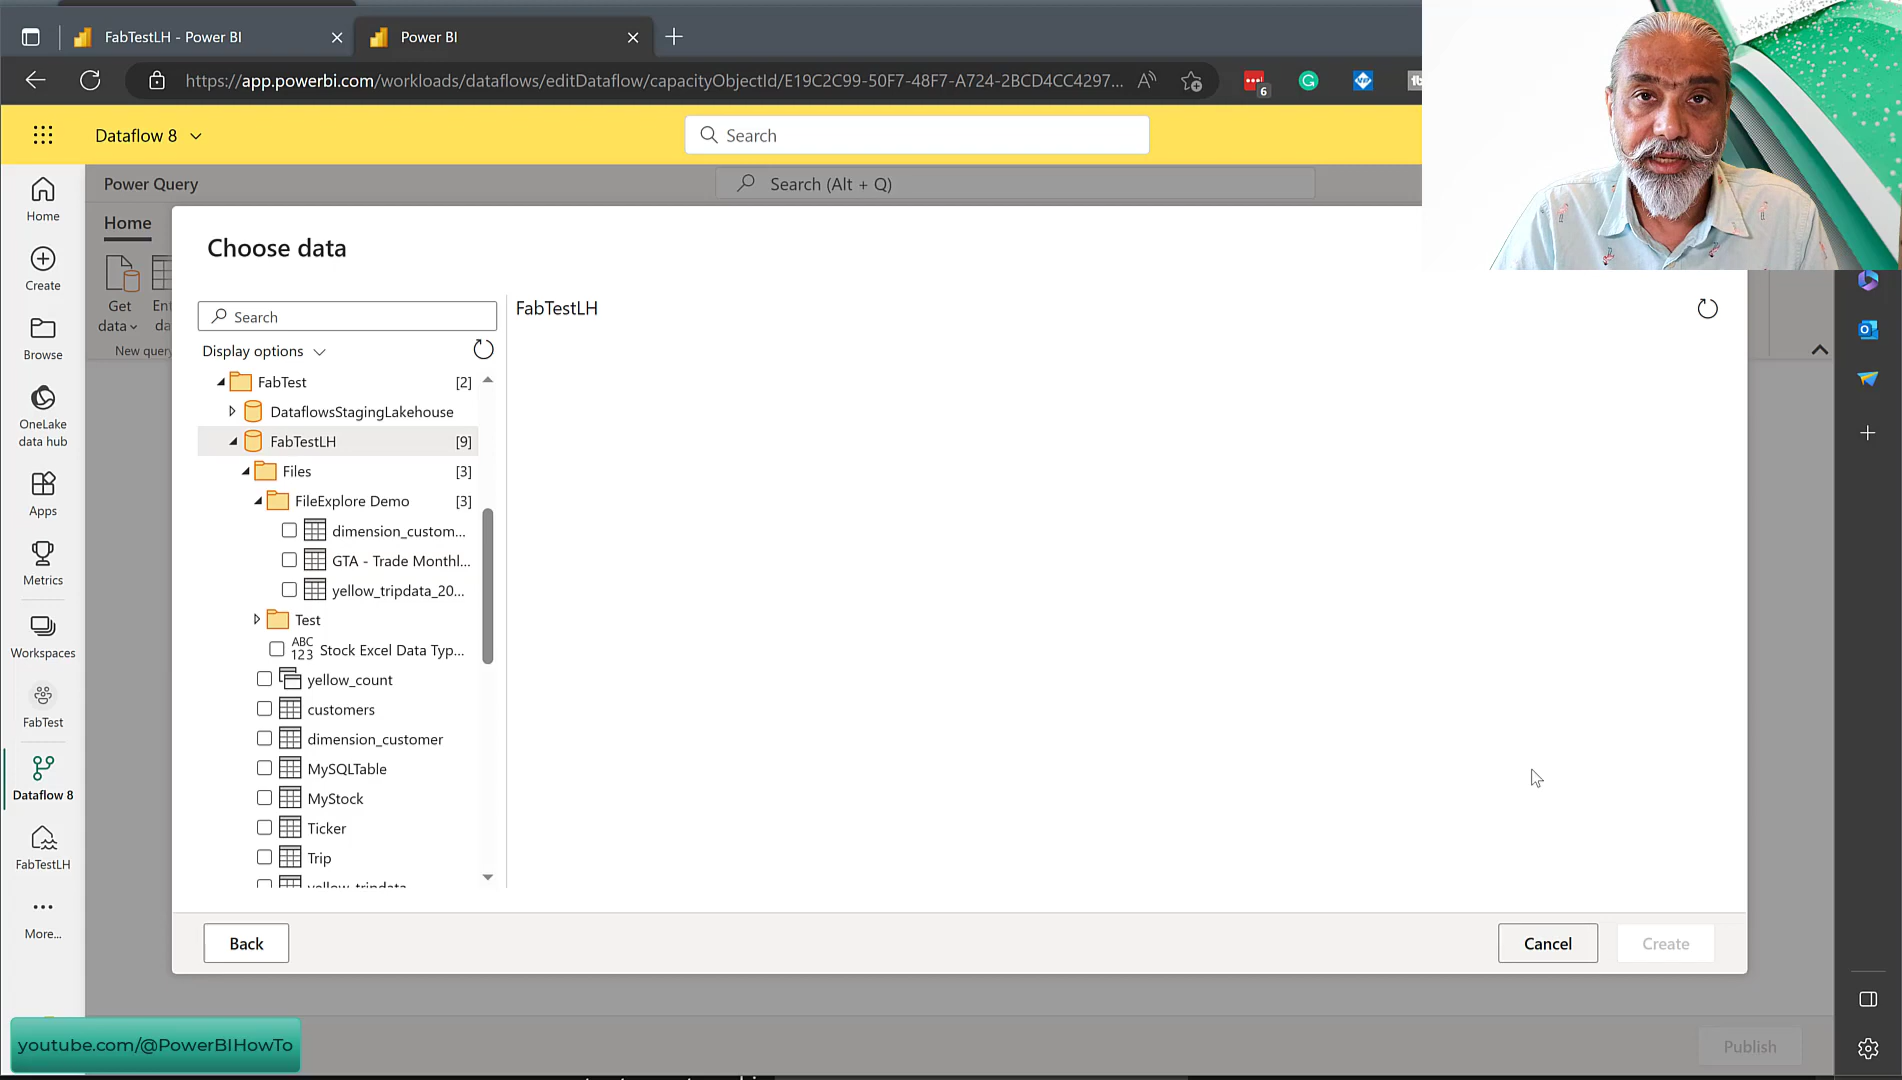 FabTestLH - Power BI
Power BI
https://app.powerbi.com/workloads/dataflows/editDataflow/capacityObjectId/E19C2C99-50F7-48F7-A724-2BCD4CC4297...
6
Dataflow 8
Search
Power Query
Search (Alt + Q)
Home
Home
Create
Browse
OneLake
data hub
Apps
Metrics
Workspaces
FabTest
Dataflow 8
FabTestLH
More...
Get
data
New query
Choose data
Search
Display options
FabTest [2]
DataflowsStagingLakehouse
FabTestLH [9]
Files [3]
FileExplore Demo [3]
dimension_custom...
GTA - Trade Monthl...
yellow_tripdata_20...
Test
ABC
123 Stock Excel Data Typ...
yellow_count
customers
dimension_customer
MySQLTable
MyStock
Ticker
Trip
yellow_tripdata
FabTestLH
Back
Cancel
Create
Publish
youtube.com/@PowerBIHowTo